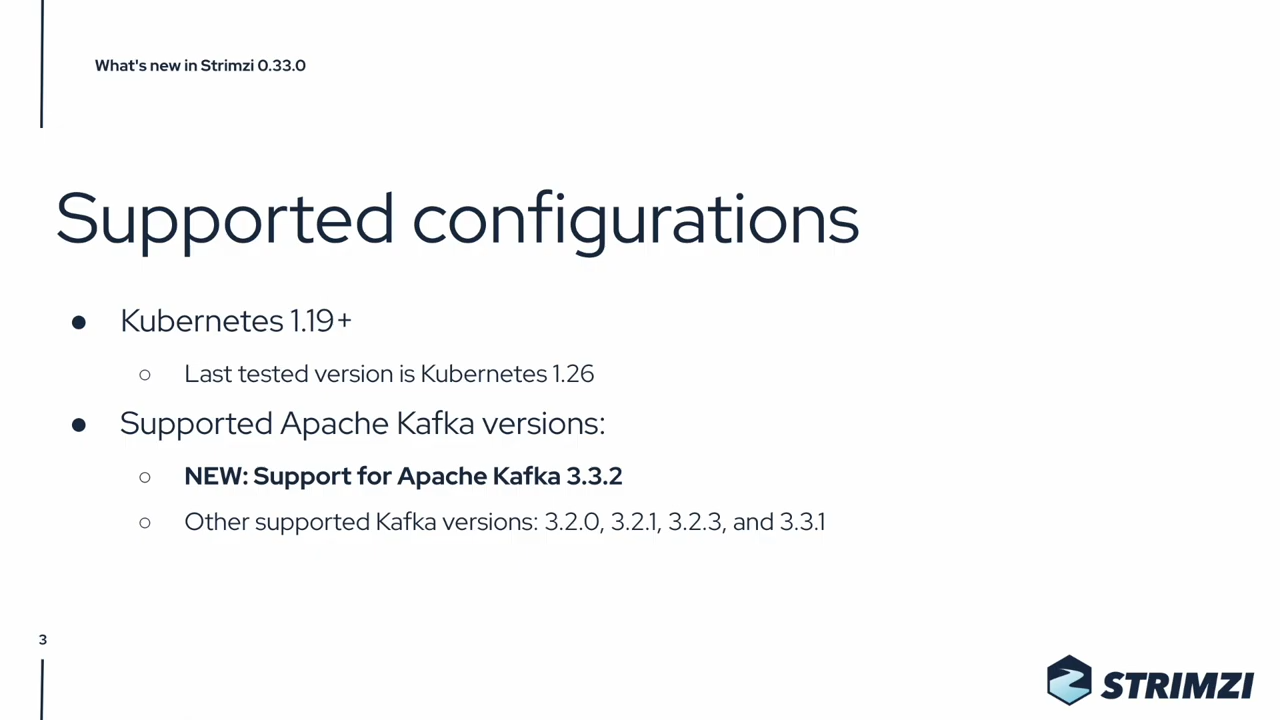 What's new in Strimzi 0.33.0
Supported configurations
● Kubernetes 1.19+
○ Last tested version is Kubernetes 1.26
● Supported Apache Kafka versions:
○ NEW: Support for Apache Kafka 3.3.2
○ Other supported Kafka versions: 3.2.0, 3.2.1, 3.2.3, and 3.3.1
3
STRIMZI